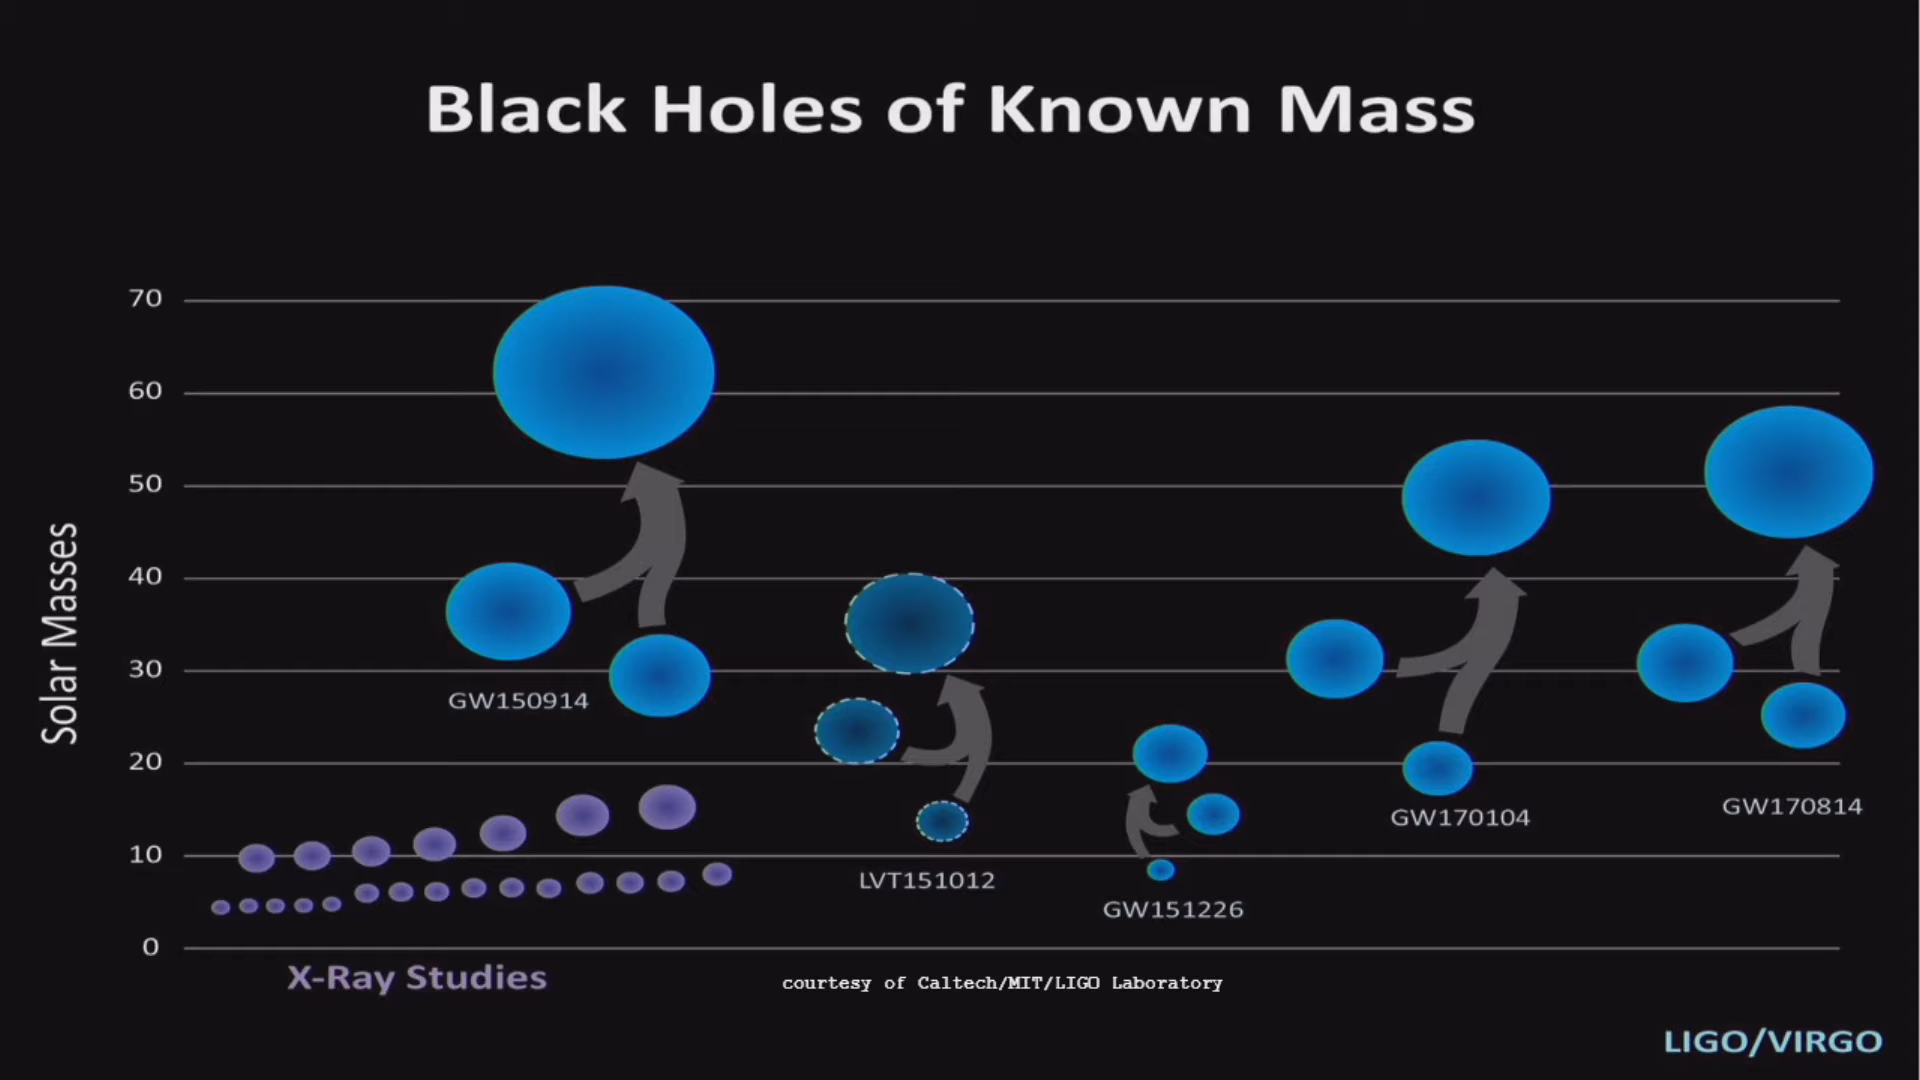 Black Holes of Known Mass
Solar Masses
70
60
50
40
30
20
10
0
GW150914
LVT151012
GW151226
GW170104
GW170814
X-Ray Studies
courtesy of Caltech/MIT/LIGO Laboratory
LIGO/VIRGO